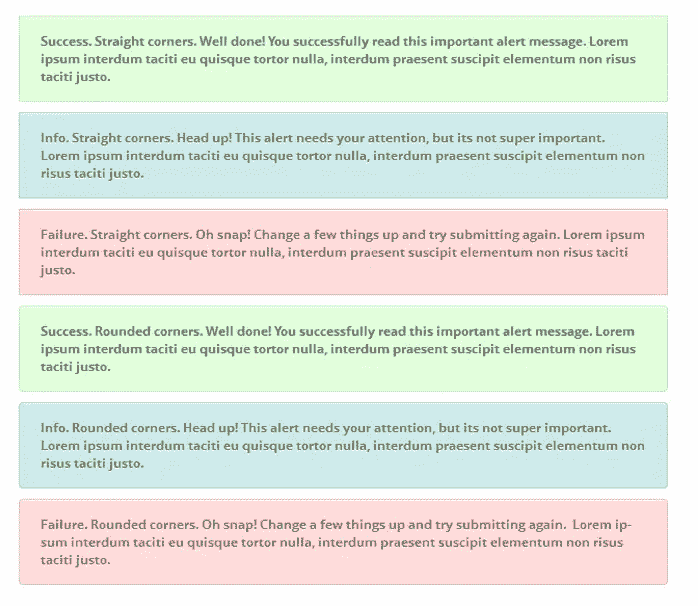 Success. Straight corners. Well done! You successfully read this important alert message. Lorem
ipsum interdum taciti eu quisque tortor nulla, interdum praesent suscipit elementum non risus
taciti justo.
Info. Straight corners. Head up! This alert needs your attention, but its not super important.
Lorem ipsum interdum taciti eu quisque tortor nulla, interdum praesent suscipit elementum non
risus taciti justo.
Failure. Straight corners. Oh snap! Change a few things up and try submitting again. Lorem ipsum
interdum taciti eu quisque tortor nulla, interdum praesent suscipit elementum non risus taciti
justo.
Success. Rounded corners. Well done! You successfully read this important alert message. Lorem
ipsum interdum taciti eu quisque tortor nulla, interdum praesent suscipit elementum non risus
taciti justo.
Info. Rounded corners. Head up! This alert needs your attention, but its not super important.
Lorem ipsum interdum taciti eu quisque tortor nulla, interdum praesent suscipit elementum non
risus taciti justo.
Failure. Rounded corners. Oh snap! Change a few things up and try submitting again.  Lorem ip-
sum interdum taciti eu quisque tortor nulla, interdum praesent suscipit elementum non risus
taciti justo.